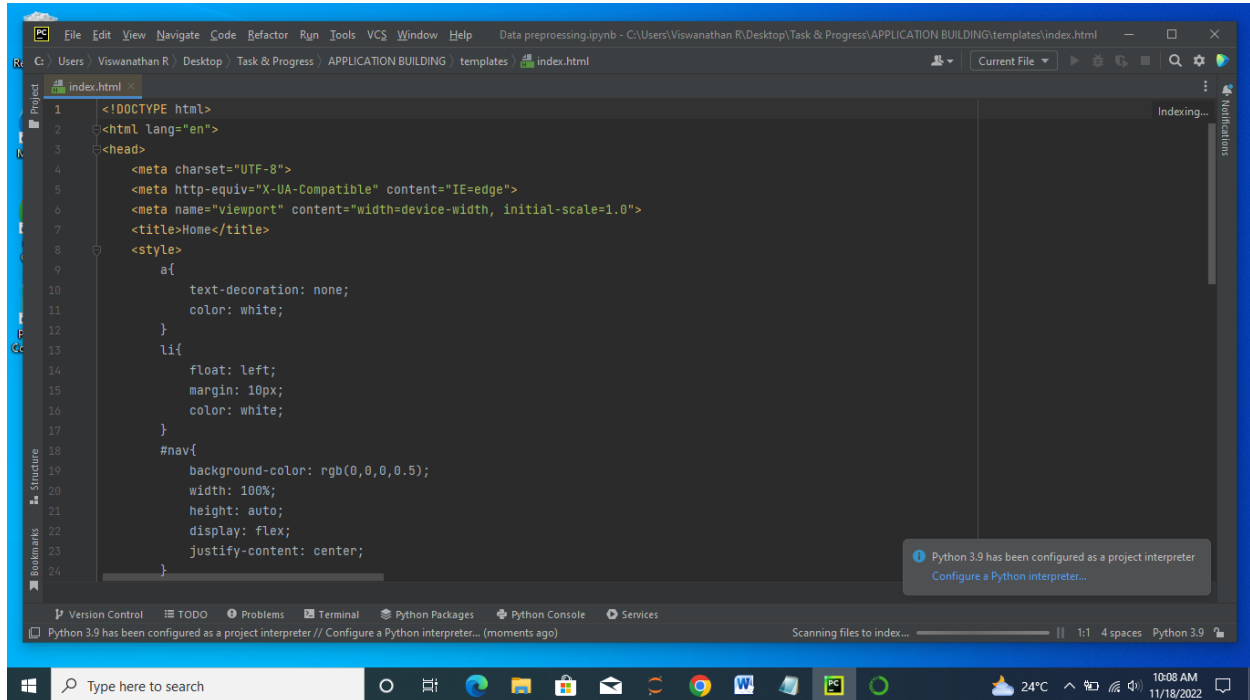 PC File Edit View Navigate Code Refactor Run Tools VCS Window Help Data preproessing.ipynb - C:\Users\Viswanathan R\Desktop\Task & Progress\APPLICATION BUILDING\templates\index.html
C: Users Viswanathan R Desktop Task & Progress APPLICATION BUILDING templates index.html Current File
index.html
Project
Notifications
Indexing...
1 <!DOCTYPE html>
2 <html lang="en">
3 <head>
4 <meta charset="UTF-8">
5 <meta http-equiv="X-UA-Compatible" content="IE=edge">
6 <meta name="viewport" content="width=device-width, initial-scale=1.0">
7 <title>Home</title>
8 <style>
9 a{
10 text-decoration: none;
11 color: white;
12 }
13 li{
14 float: left;
15 margin: 10px;
16 color: white;
17 }
18 #nav{
19 background-color: rgb(0,0,0,0.5);
20 width: 100%;
21 height: auto;
22 display: flex;
23 justify-content: center;
24 }
Structure
Bookmarks
Python 3.9 has been configured as a project interpreter
Configure a Python interpreter...
Version Control TODO Problems Terminal Python Packages Python Console Services
Python 3.9 has been configured as a project interpreter // Configure a Python interpreter... (moments ago) Scanning files to index... 1:1 4 spaces Python 3.9
Type here to search
W
PC
24°C
10:08 AM
11/18/2022